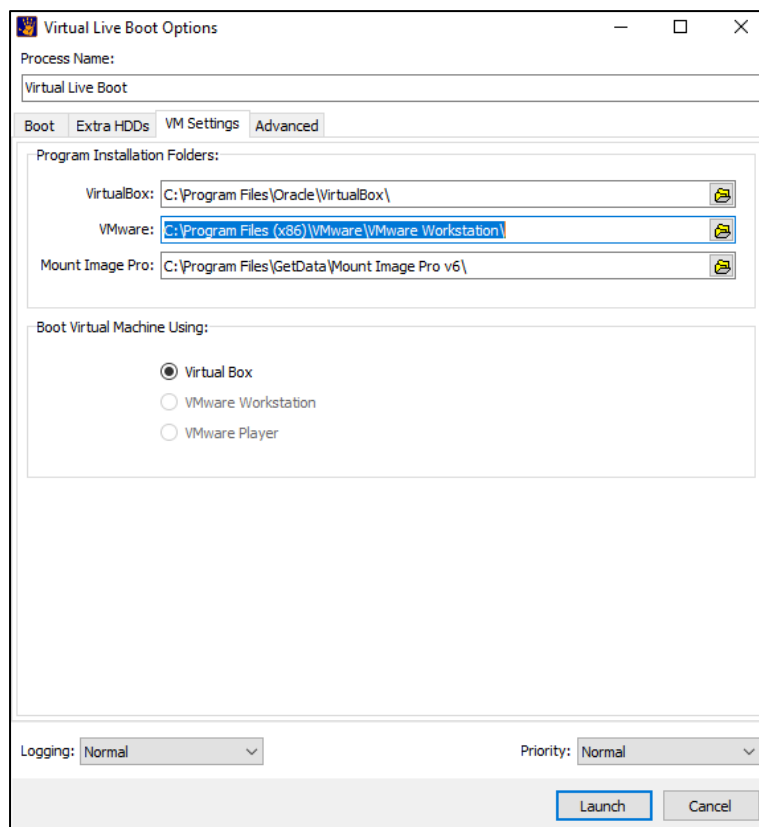 Virtual Live Boot Options
Process Name:
Virtual Live Boot
Boot Extra HDDs VM Settings Advanced
Program Installation Folders:
VirtualBox: C:\Program Files\Oracle\VirtualBox\
VMware: C:\Program Files (x86)\VMware\VMware Workstation\
Mount Image Pro: C:\Program Files\GetData\Mount Image Pro v6\
Boot Virtual Machine Using:
Virtual Box
VMware Workstation
VMware Player
Logging: Normal Priority: Normal
Launch Cancel